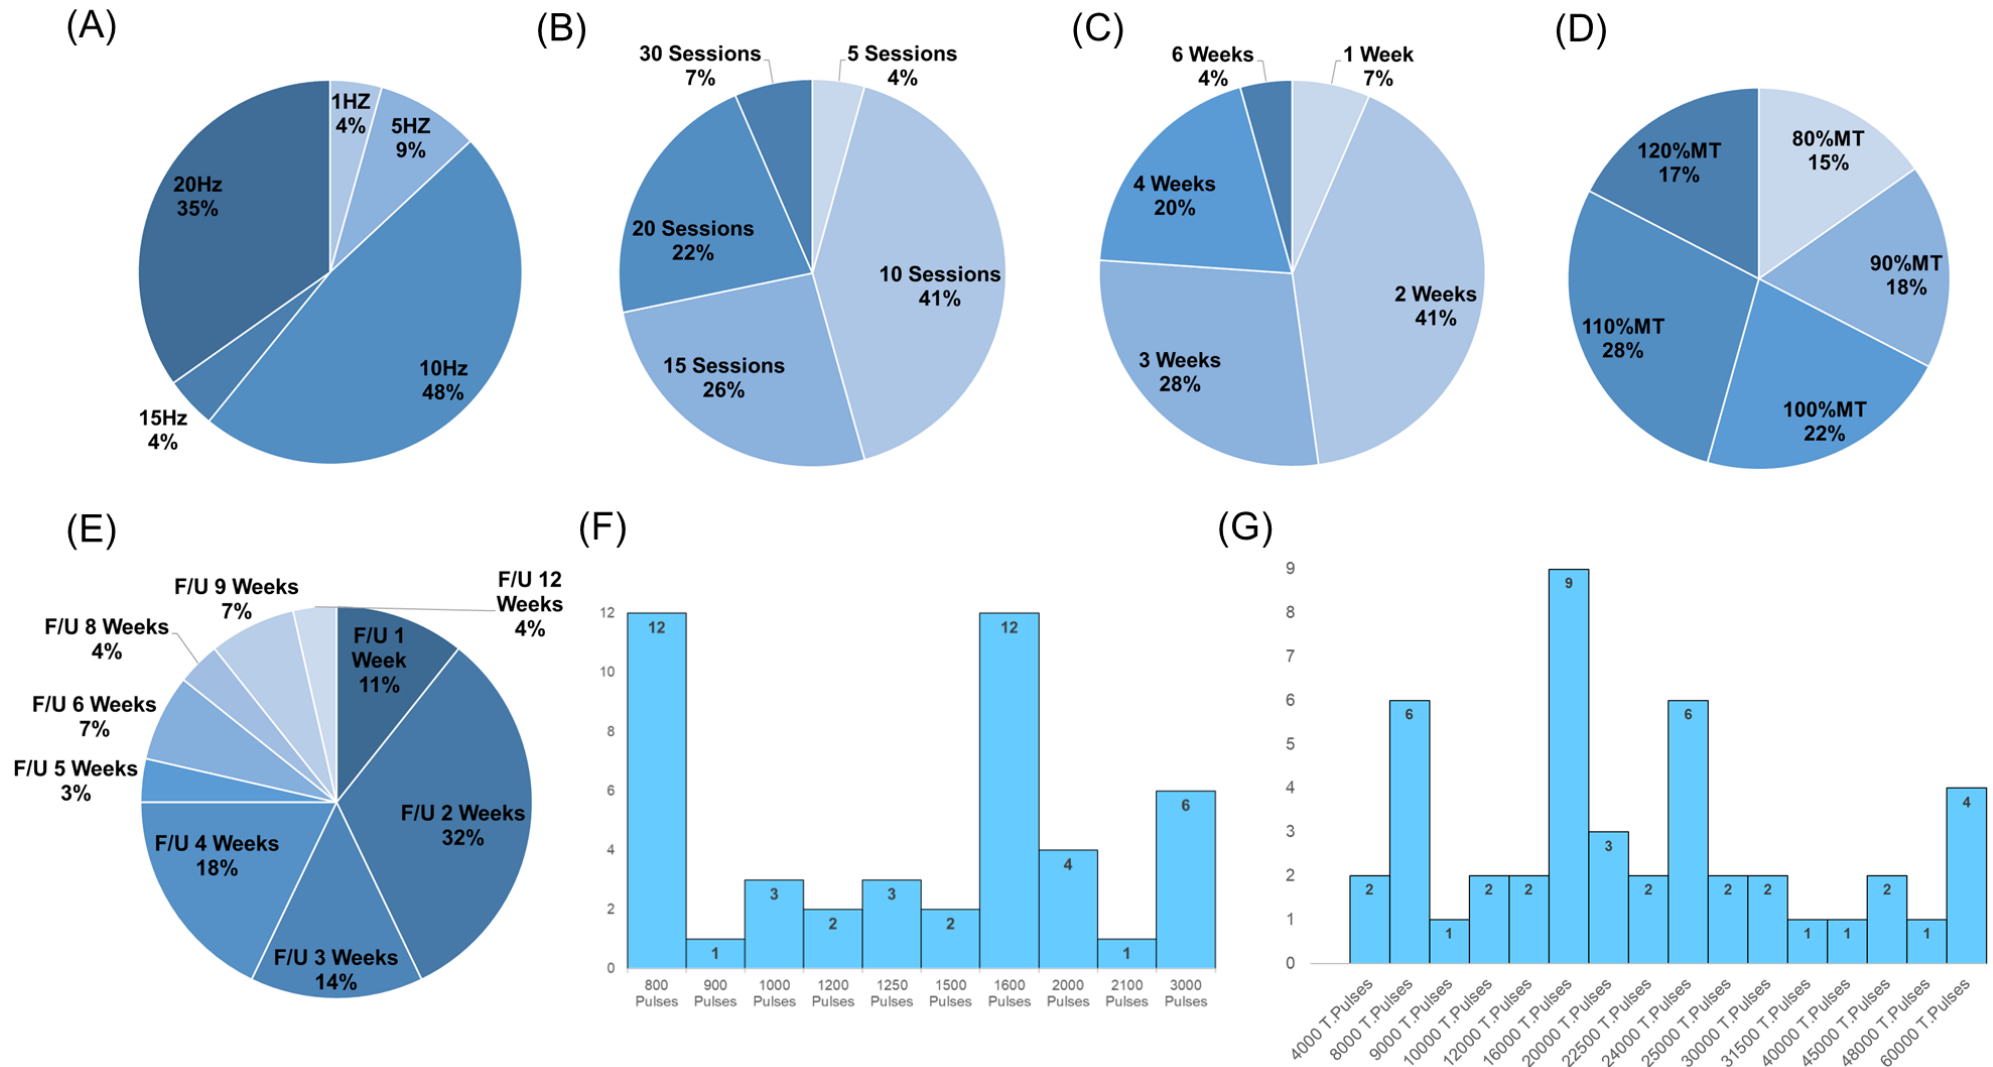 (A)
1HZ
4%
5HZ
9%
20Hz
35%
10Hz
48%
15Hz
4%
(B)
30 Sessions
7%
5 Sessions
4%
20 Sessions
22%
10 Sessions
41%
15 Sessions
26%
(C)
6 Weeks
4%
1 Week
7%
4 Weeks
20%
2 Weeks
41%
3 Weeks
28%
(D)
120%MT
17%
80%MT
15%
90%MT
18%
110%MT
28%
100%MT
22%
(E)
F/U 9 Weeks
7%
F/U 12
Weeks
4%
F/U 8 Weeks
4%
F/U 1
Week
11%
F/U 6 Weeks
7%
F/U 5 Weeks
3%
F/U 2 Weeks
32%
F/U 4 Weeks
18%
F/U 3 Weeks
14%
(F)
12
10
8
6
4
2
0
12
1
3
2
3
2
12
4
1
6
800
Pulses
900
Pulses
1000
Pulses
1200
Pulses
1250
Pulses
1500
Pulses
1600
Pulses
2000
Pulses
2100
Pulses
3000
Pulses
(G)
9
8
7
6
5
4
3
2
1
0
2
6
1
2
2
9
3
2
6
2
2
1
1
2
1
4
4000 T.Pulses
8000 T.Pulses
9000 T.Pulses
10000 T.Pulses
12000 T.Pulses
16000 T.Pulses
20000 T.Pulses
22500 T.Pulses
24000 T.Pulses
25000 T.Pulses
30000 T.Pulses
31500 T.Pulses
40000 T.Pulses
45000 T.Pulses
48000 T.Pulses
60000 T.Pulses